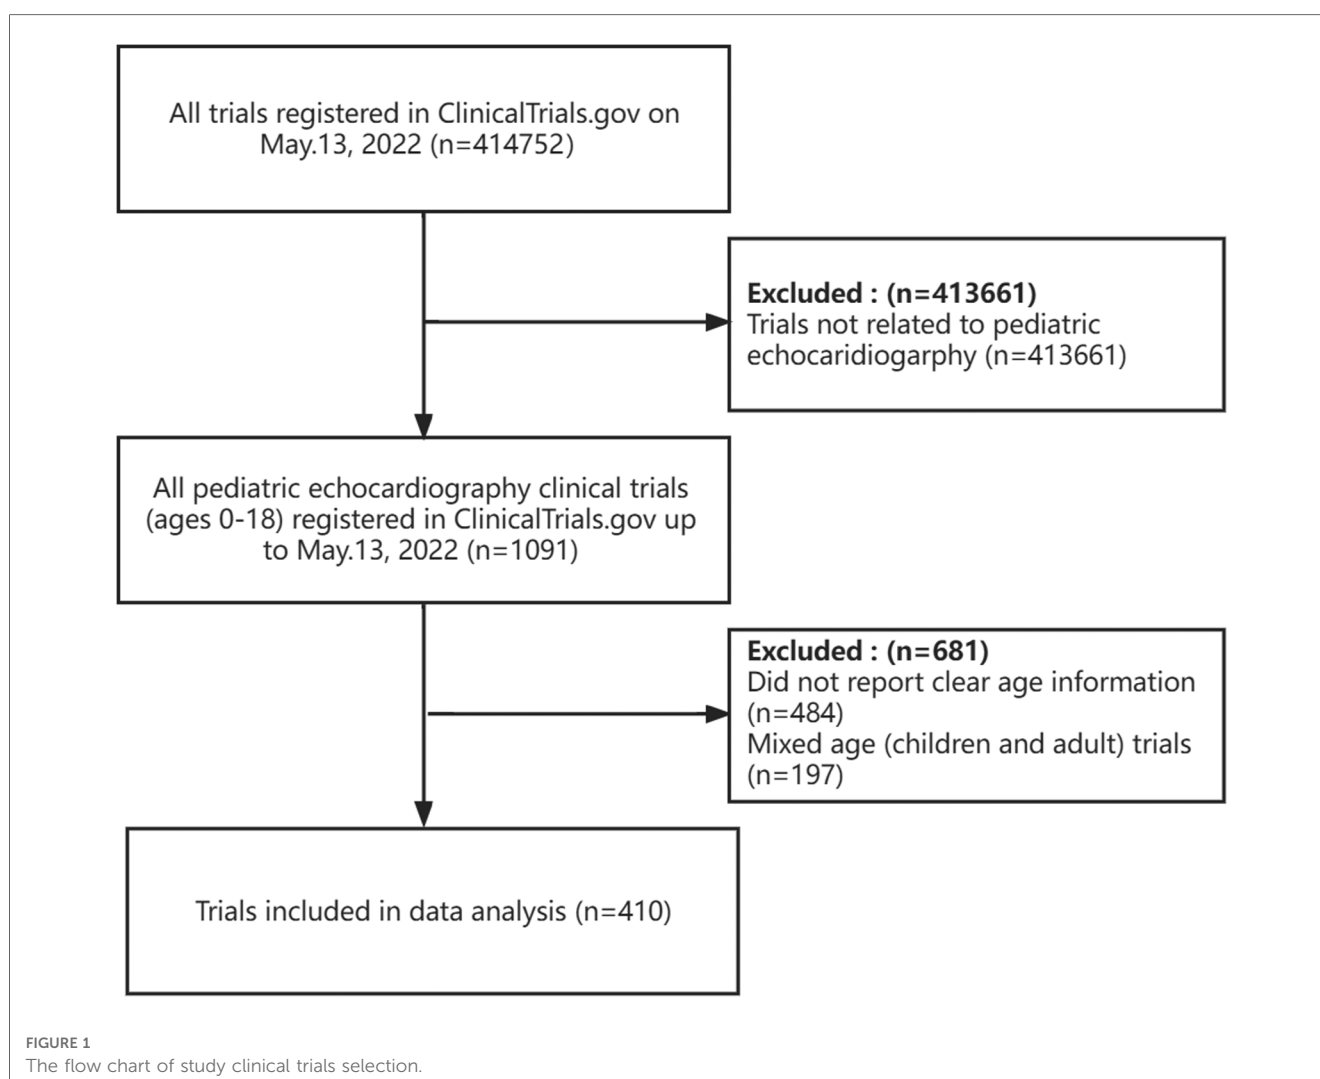 All trials registered in ClinicalTrials.gov on
May.13, 2022 (n=414752)
Excluded : (n=413661)
Trials not related to pediatric
echocaridiogarphy (n=413661)
All pediatric echocardiography clinical trials
(ages 0-18) registered in ClinicalTrials.gov up
to May.13, 2022 (n=1091)
Excluded : (n=681)
Did not report clear age information
(n=484)
Mixed age (children and adult) trials
(n=197)
Trials included in data analysis (n=410)
FIGURE 1
The flow chart of study clinical trials selection.